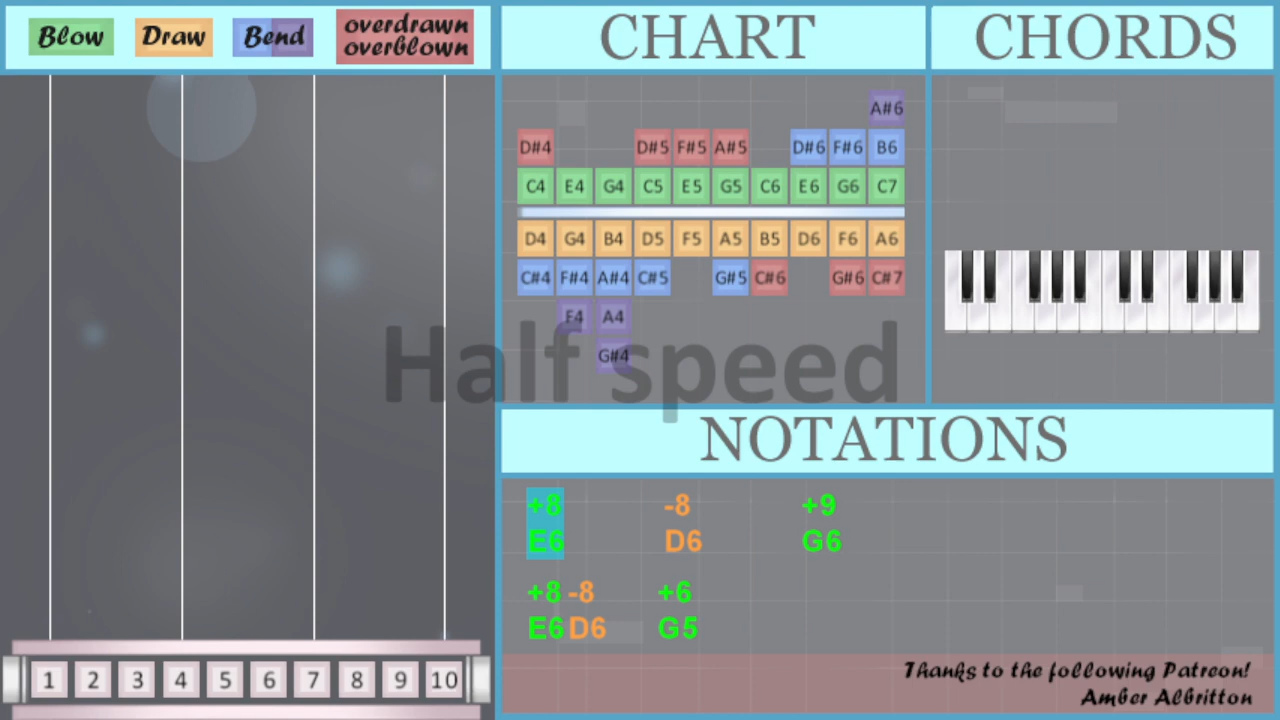 Blow Draw Bend overdrawn
overblown
CHART
CHORDS
A#6
D#4 D#5 F#5 A#5 D#6 F#6 B6
C4 E4 G4 C5 E5 G5 C6 E6 G6 C7
D4 G4 B4 D5 F5 A5 B5 D6 F6 A6
C#4 F#4 A#4 C#5 G#5 C#6 G#6 C#7
F4 A4
G#4
Half speed
NOTATIONS
+8 -8 +9
E6 D6 G6
+8 -8 +6
E6 D6 G5
Thanks to the following Patreon!
Amber Albritton
1 2 3 4 5 6 7 8 9 10